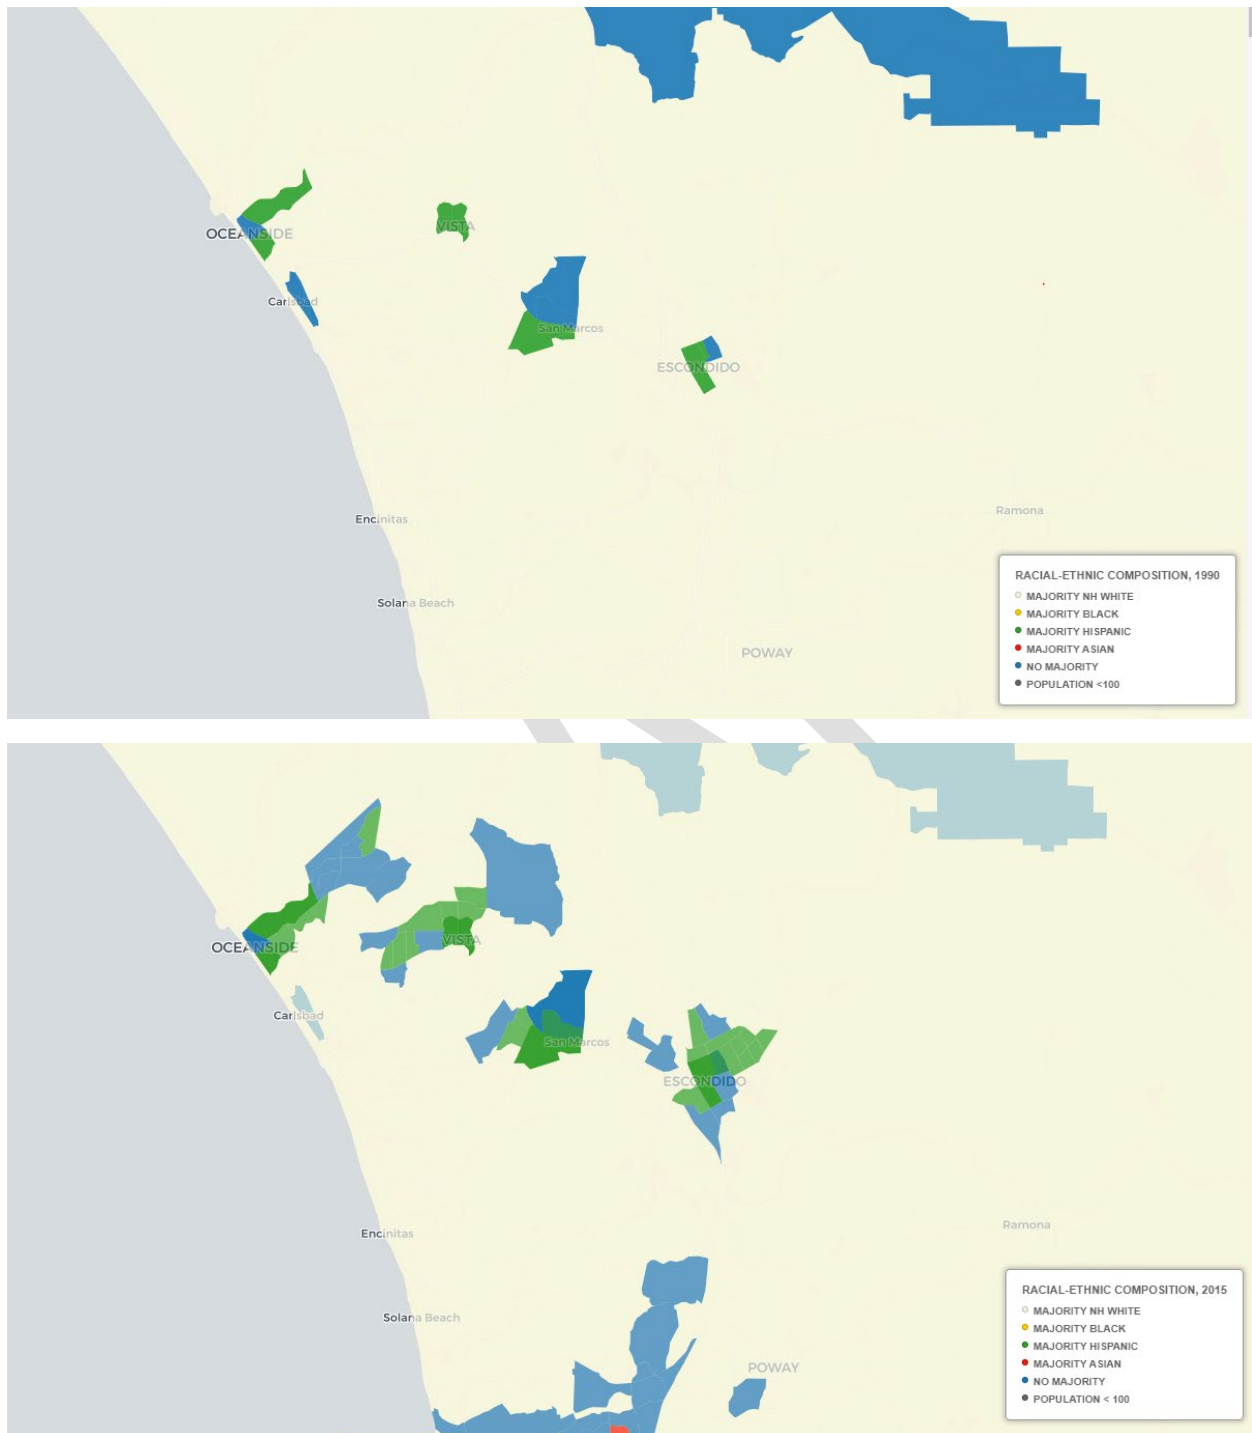 OCEANSIDE
VISTA
Carlsbad
San Marcos
ESCONDIDO
Encinitas
Ramona
Solana Beach
POWAY
RACIAL-ETHNIC COMPOSITION, 1990
MAJORITY NH WHITE
MAJORITY BLACK
MAJORITY HISPANIC
MAJORITY ASIAN
NO MAJORITY
POPULATION <100
OCEANSIDE
VISTA
Carlsbad
San Marcos
ESCONDIDO
Encinitas
Ramona
Solana Beach
POWAY
RACIAL-ETHNIC COMPOSITION, 2015
MAJORITY NH WHITE
MAJORITY BLACK
MAJORITY HISPANIC
MAJORITY ASIAN
NO MAJORITY
POPULATION < 100